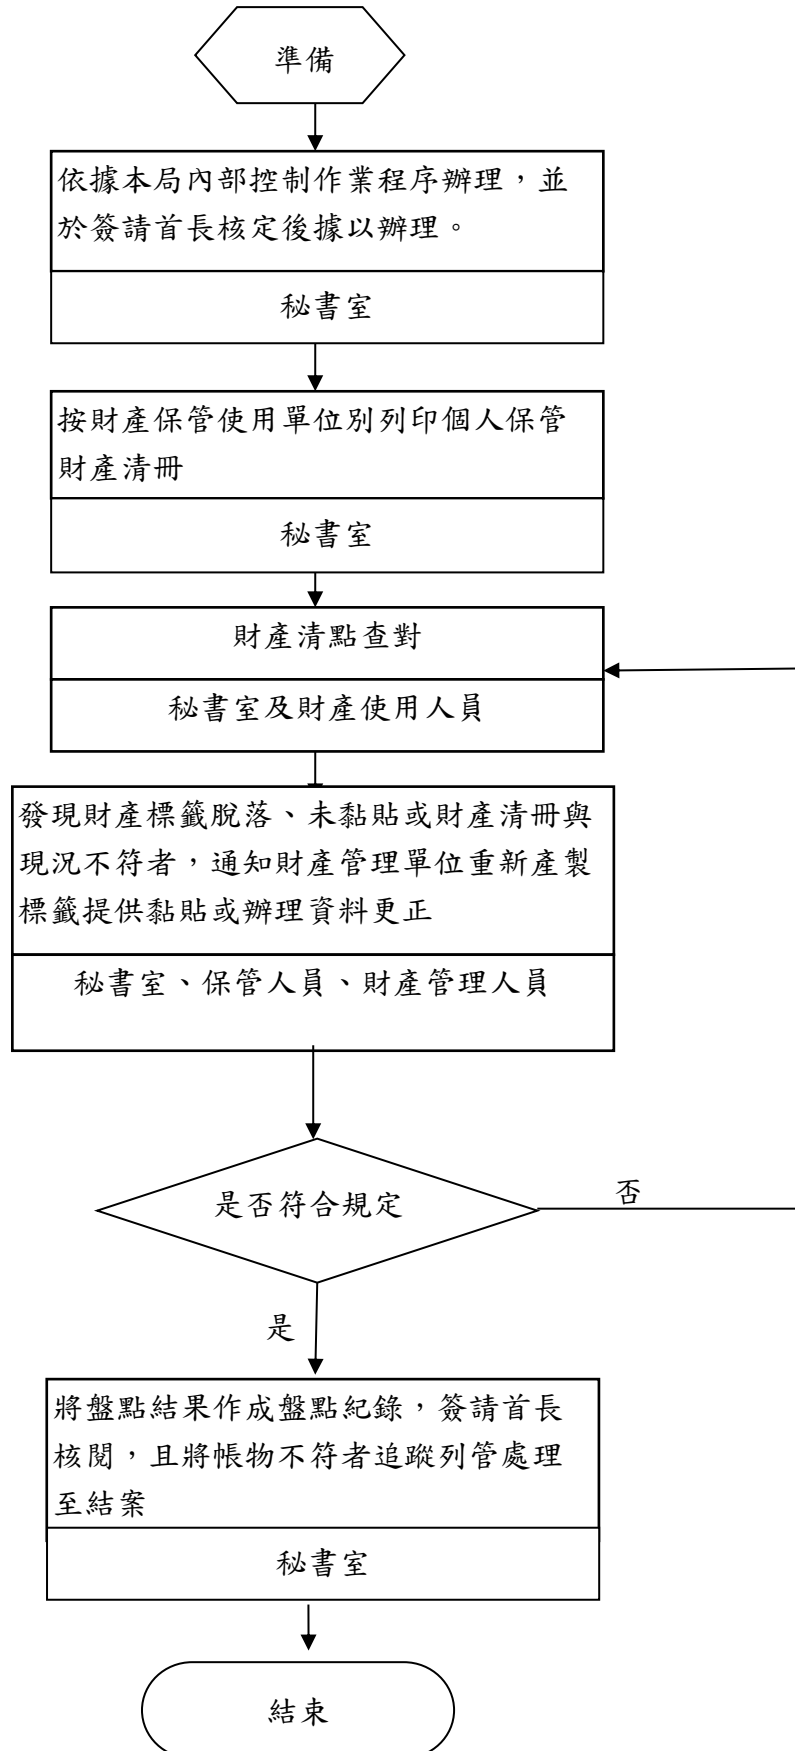 準備
依據本局內部控制作業程序辦理，並
於簽請首長核定後據以辦理。
秘書室
按財產保管使用單位別列印個人保管
財產清冊
秘書室
財產清點查對
秘書室及財產使用人員
發現財產標籤脫落、未黏貼或財產清冊與
現況不符者，通知財產管理單位重新產製
標籤提供黏貼或辦理資料更正
秘書室、保管人員、財產管理人員
是否符合規定
否
是
將盤點結果作成盤點紀錄，簽請首長
核閱，且將帳物不符者追蹤列管處理
至結案
秘書室
結束